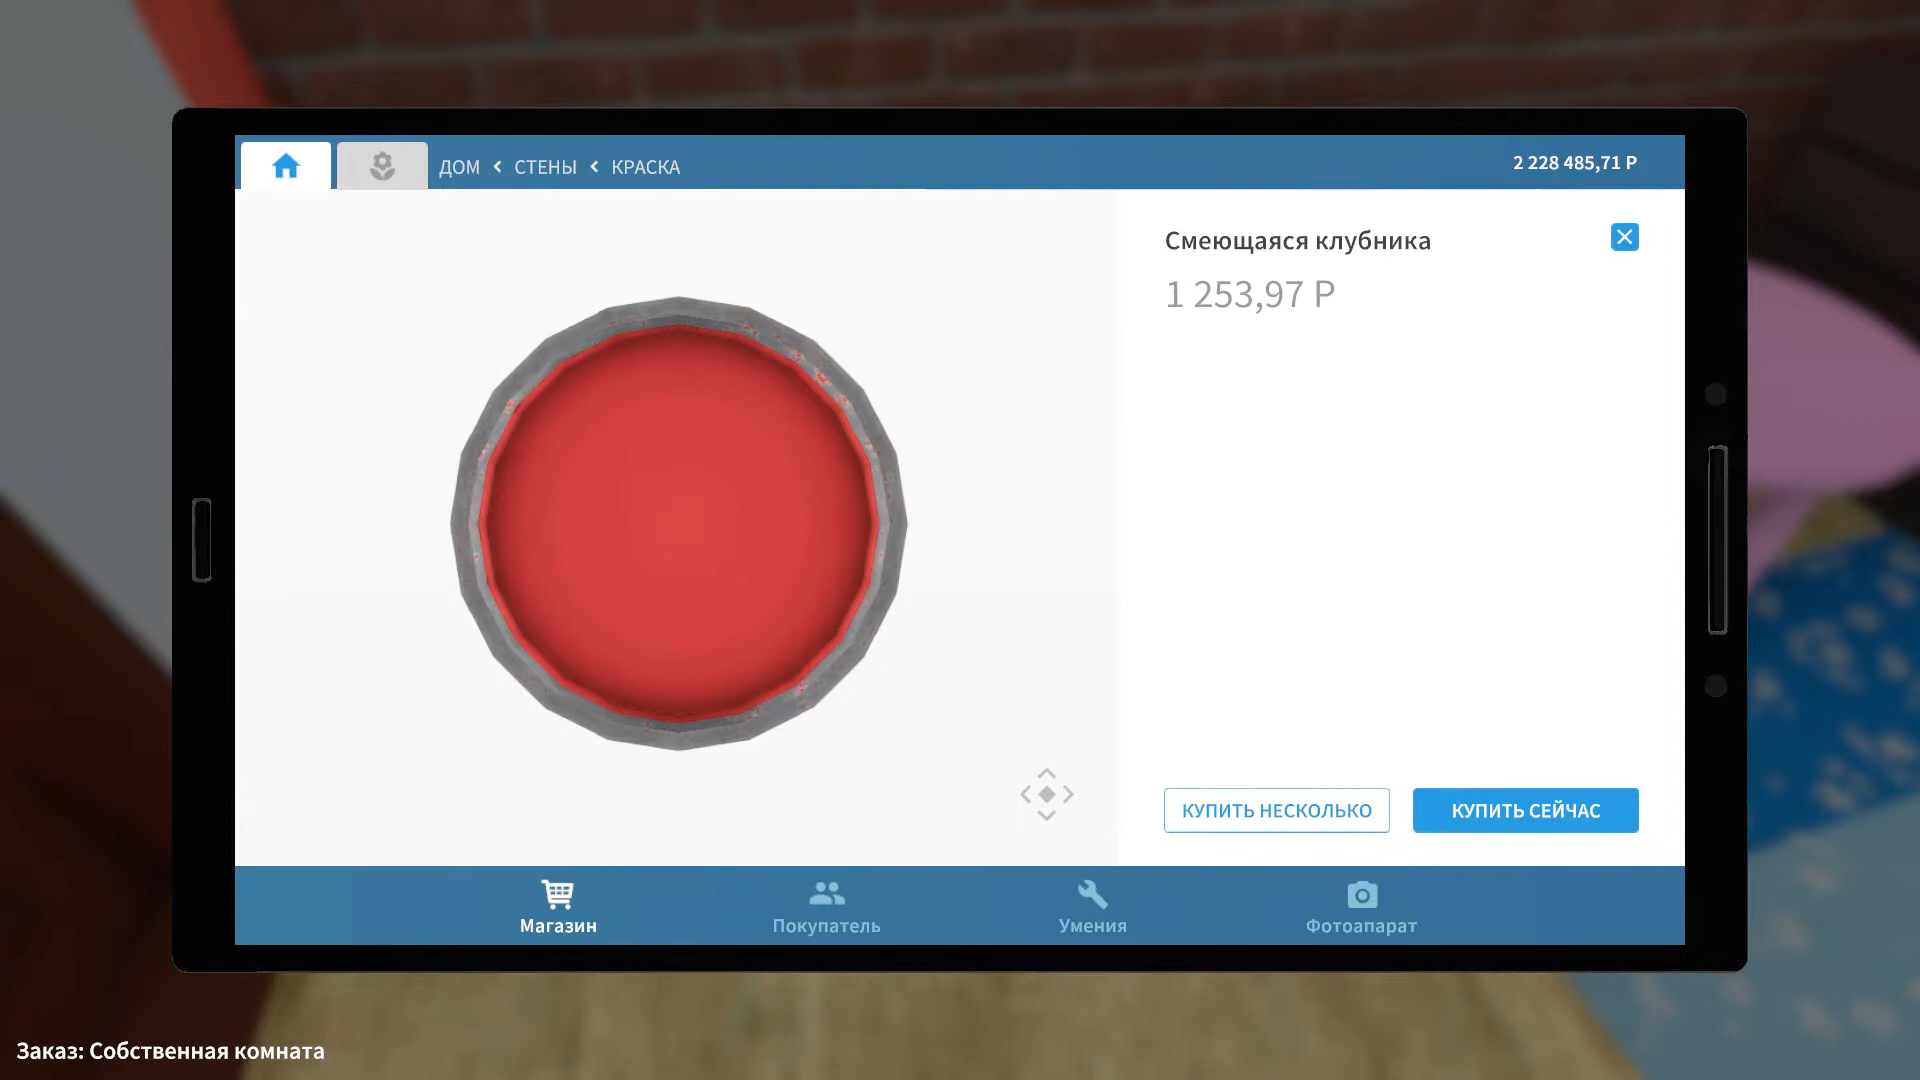 ДОМ < СТЕНЫ < КРАСКА
2 228 485,71 Р
Смеющаяся клубника
1 253,97 Р
КУПИТЬ НЕСКОЛЬКО
КУПИТЬ СЕЙЧАС
Магазин
Покупатель
Умения
Фотоапарат
Заказ: Собственная комната